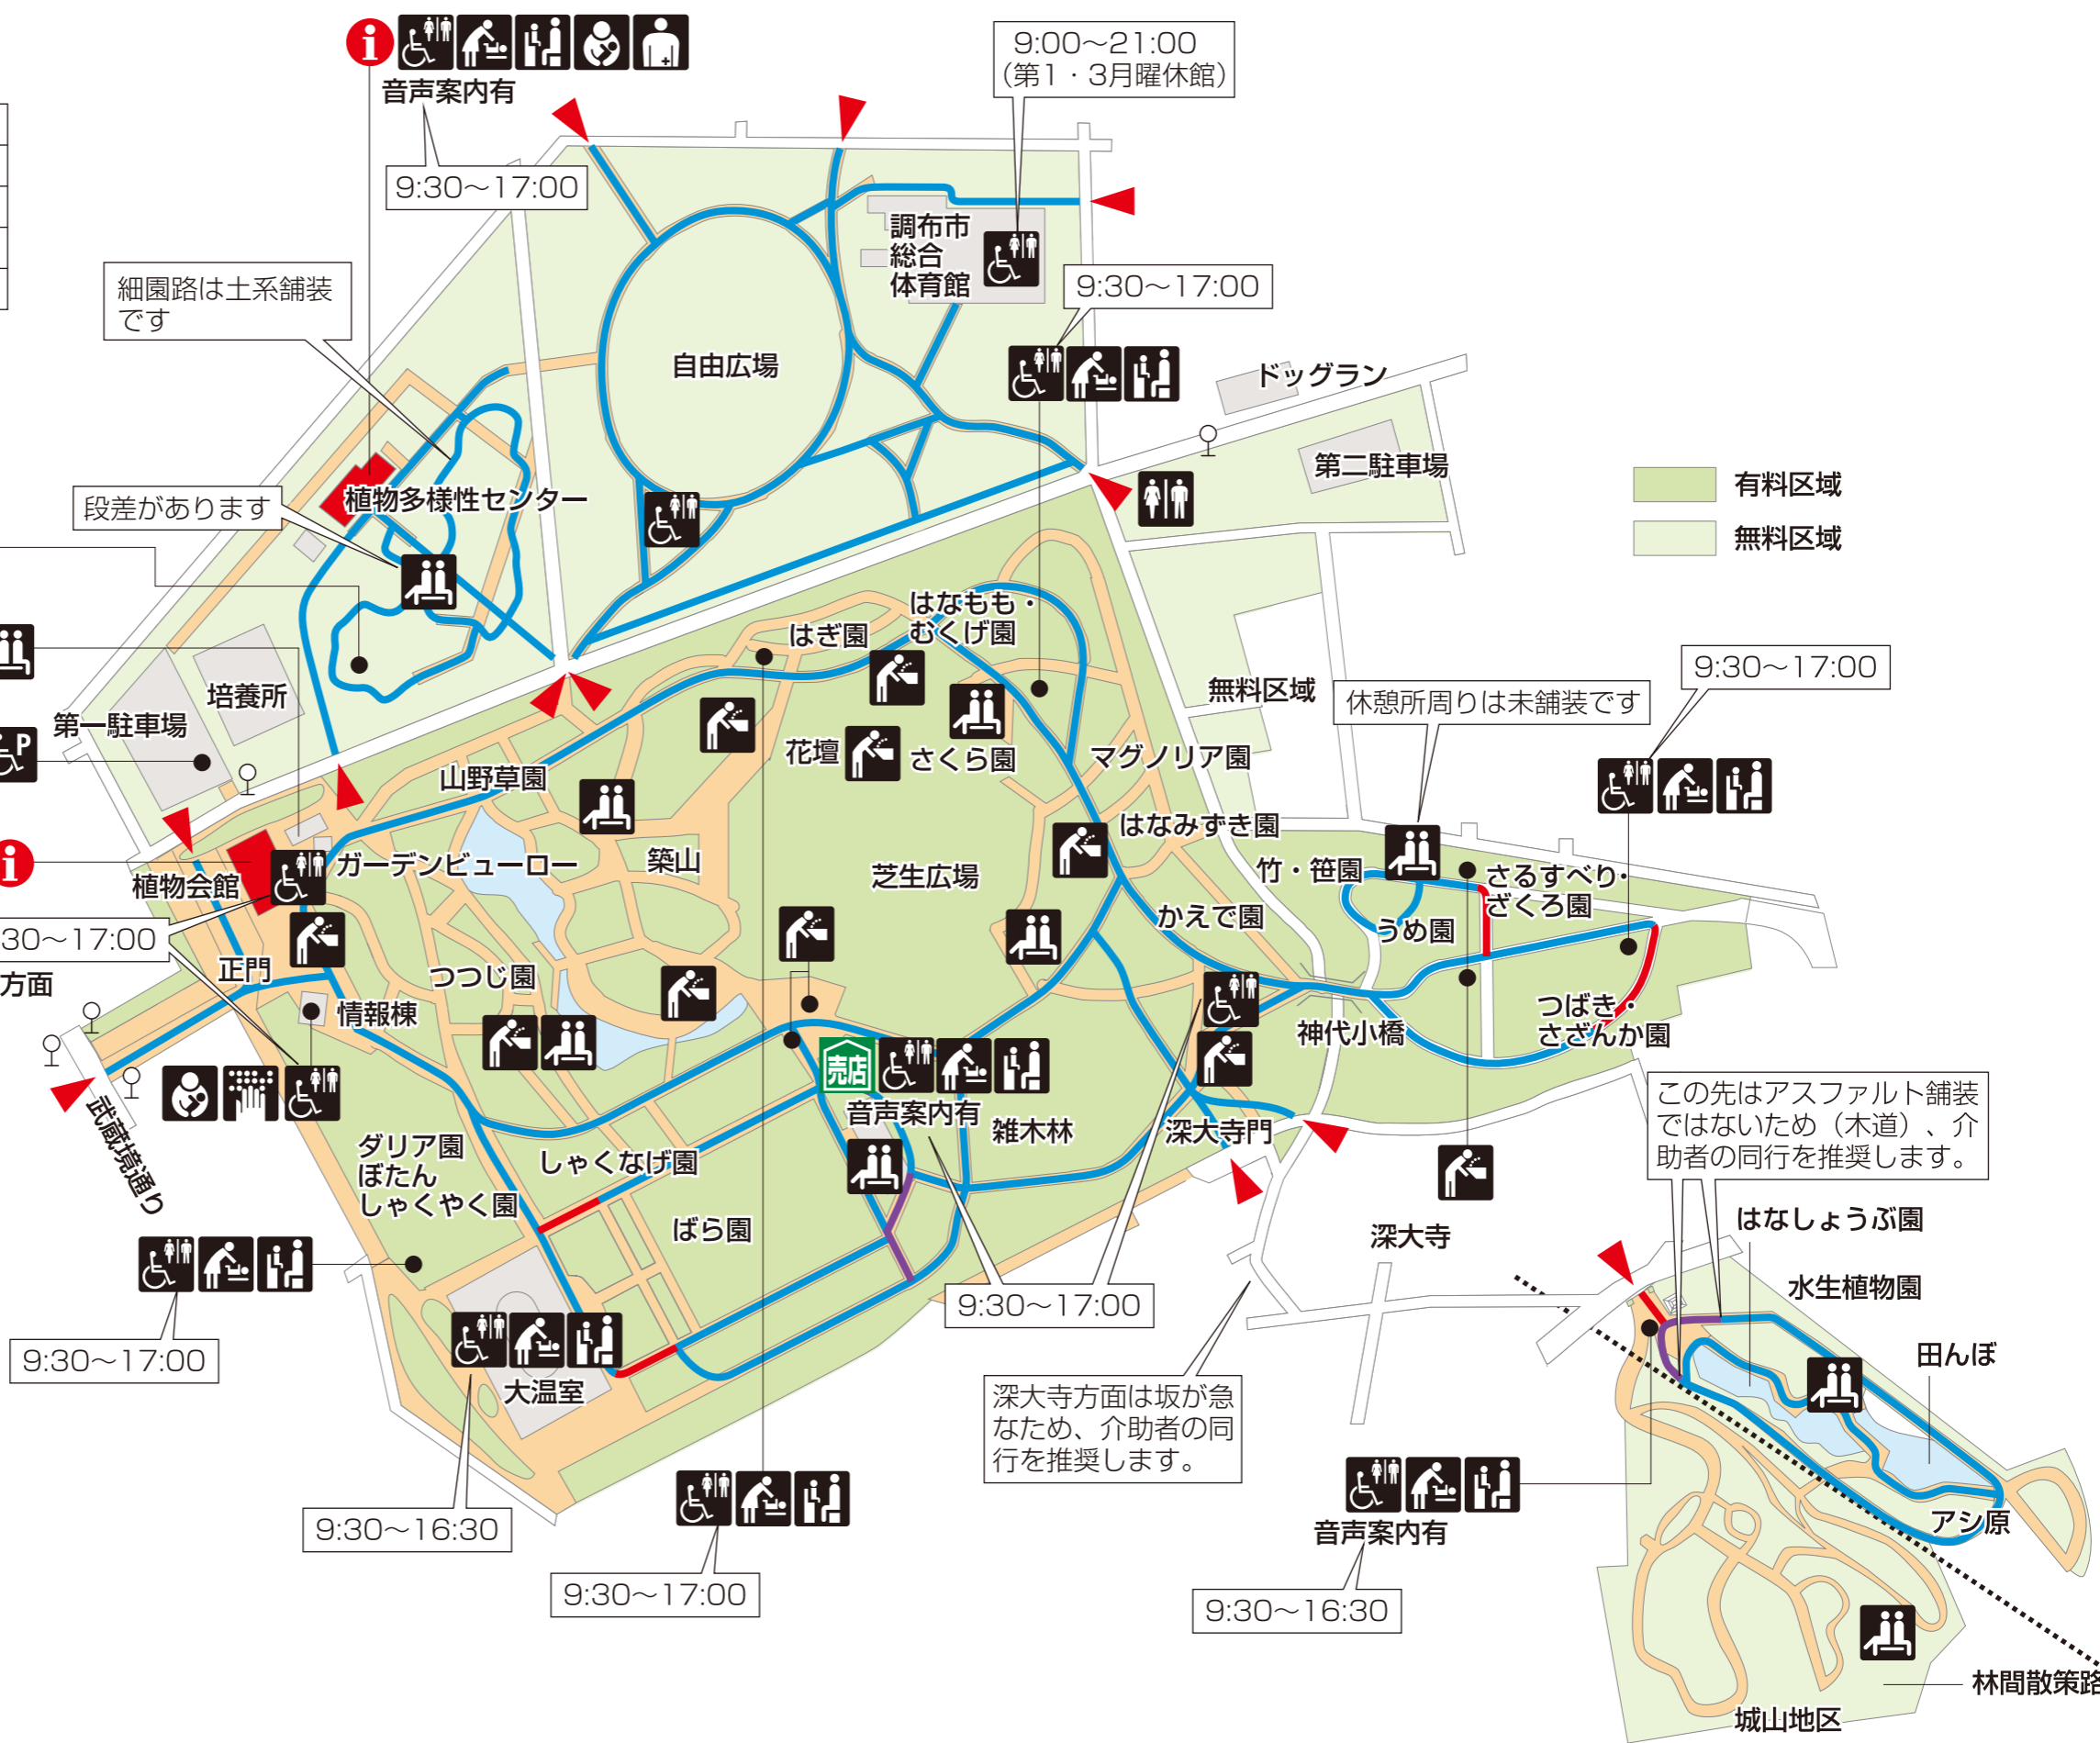 音声案内有
9:30～17:00
9:00～21:00
（第1・3月曜休館）
調布市
総合
体育館
9:30～17:00
細園路は土系舗装
です
自由広場
ドッグラン
第二駐車場
有料区域
無料区域
植物多様性センター
段差があります
はなもも・
むくげ園
はぎ園
無料区域
休憩所周りは未舗装です
9:30～17:00
培養所
第一駐車場
P
花壇
さくら園
マグノリア園
山野草園
はなみずき園
ガーデンビューロー
築山
芝生広場
竹・笹園
さるすべり・
ざくろ園
植物会館
かえで園
うめ園
30～17:00
方面
正門
つつじ園
情報棟
神代小橋
つばき・
さざんか園
売店
音声案内有
雑木林
深大寺門
この先はアスファルト舗装
ではないため（木道）、介
助者の同行を推奨します。
武蔵境通り
ダリア園
ぼたん
しゃくやく園
しゃくなげ園
ばら園
深大寺
はなしょうぶ園
水生植物園
9:30～17:00
9:30～17:00
田んぼ
大温室
深大寺方面は坂が急
なため、介助者の同
行を推奨します。
9:30～16:30
9:30～17:00
音声案内有
9:30～16:30
アシ原
林間散策路
城山地区